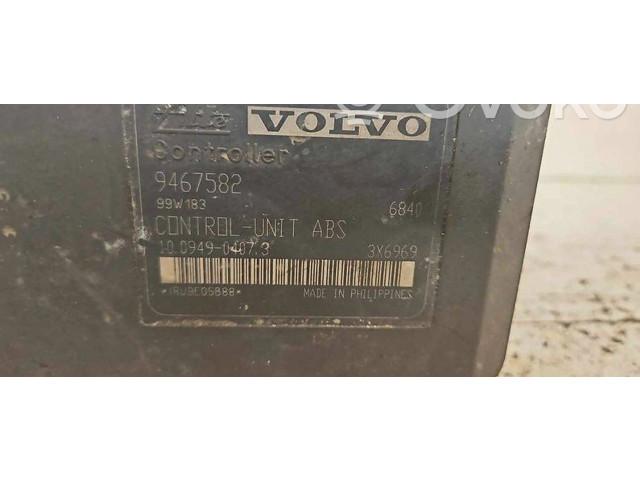 VOLVO
Controller
9467582
99W183 6840
CONTROL-UNIT ABS
10.0949-0407.3 3X6969
MADE IN PHILIPPINES